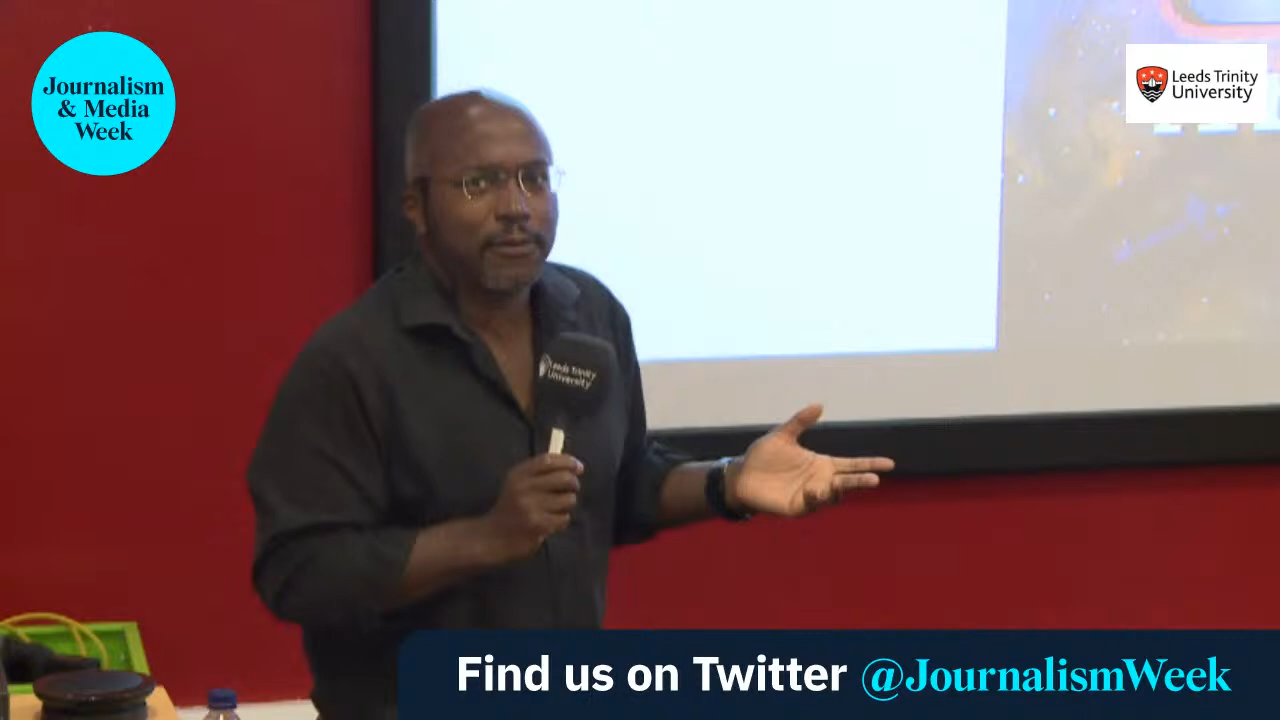 Journalism
& Media
Week
Leeds Trinity
University
Leeds Trinity
University
Find us on Twitter @JournalismWeek